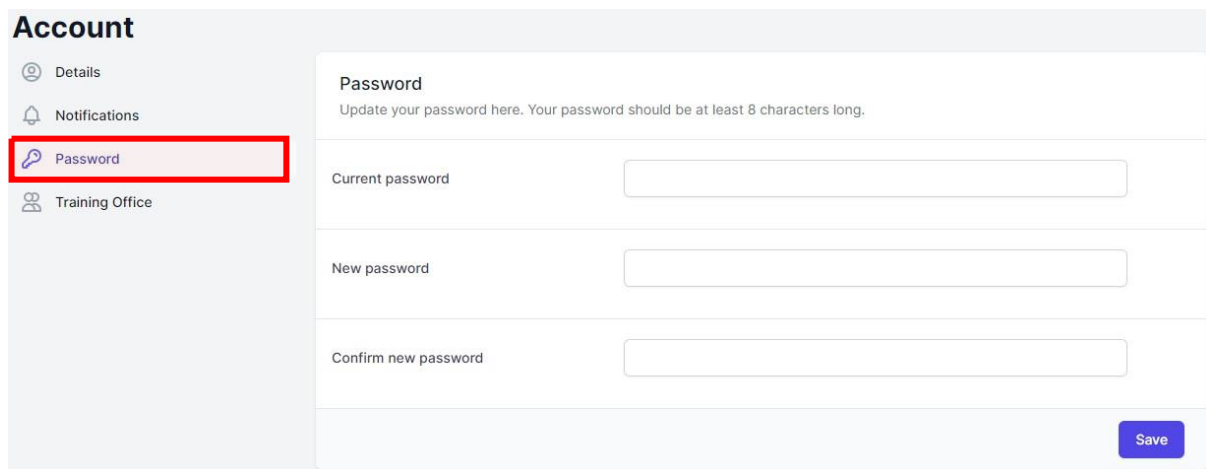 Account
Details
Notifications
Password
Training Office
Password
Update your password here. Your password should be at least 8 characters long.
Current password
New password
Confirm new password
Save